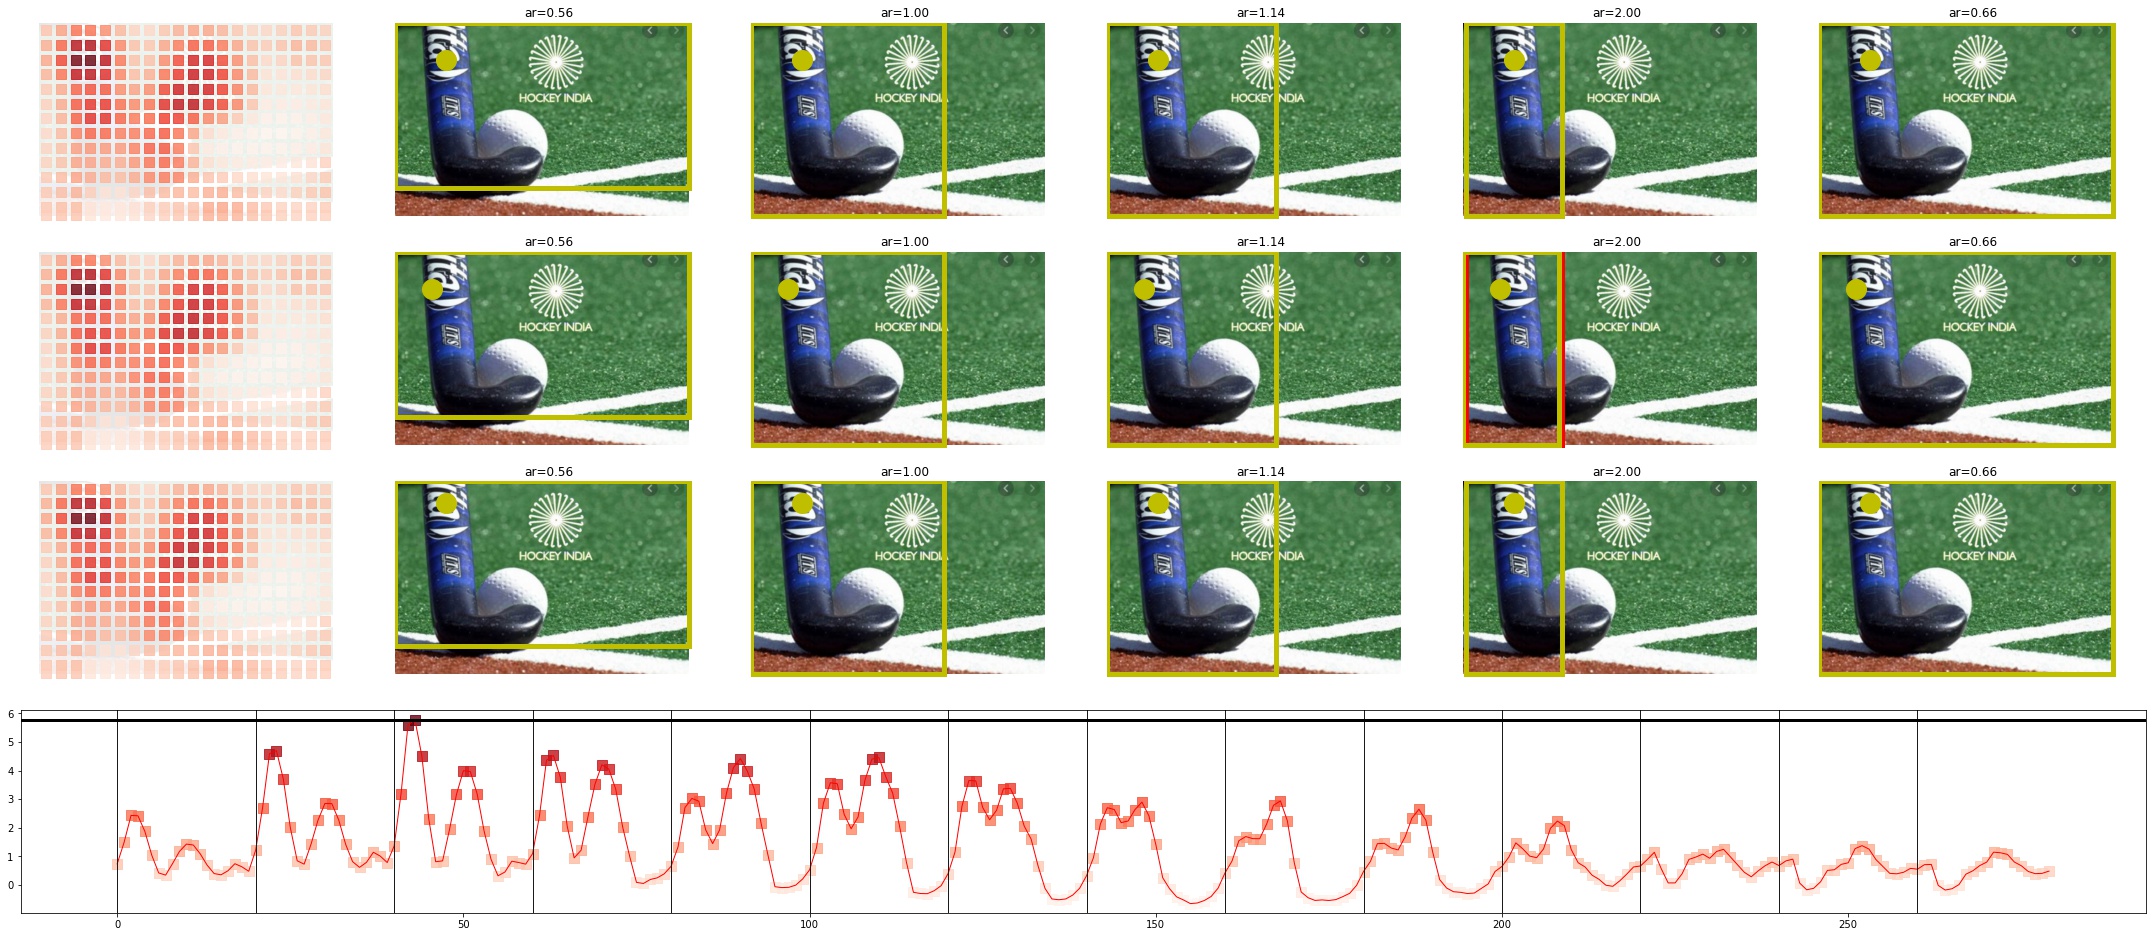 ar=0.56 ar=1.00 ar=1.14 ar=2.00 ar=0.66
HOCKEY INDIA HOCKEY INDIA HOCKEY INDIA HOCKEY INDIA HOCKEY INDIA
ar=0.56 ar=1.00 ar=1.14 ar=2.00 ar=0.66
HOCKEY INDIA HOCKEY INDIA HOCKEY INDIA HOCKEY INDIA HOCKEY INDIA
ar=0.56 ar=1.00 ar=1.14 ar=2.00 ar=0.66
HOCKEY INDIA HOCKEY INDIA HOCKEY INDIA HOCKEY INDIA HOCKEY INDIA
6
5
4
3
2
1
0
0 50 100 150 200 250